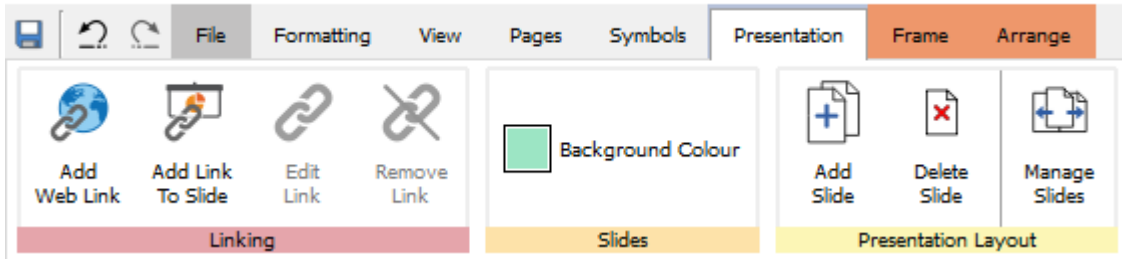 File Formatting View Pages Symbols Presentation Frame Arrange
Add
Web Link
Add Link
To Slide
Edit
Link
Remove
Link
Linking
Background Colour
Slides
Add
Slide
Delete
Slide
Manage
Slides
Presentation Layout